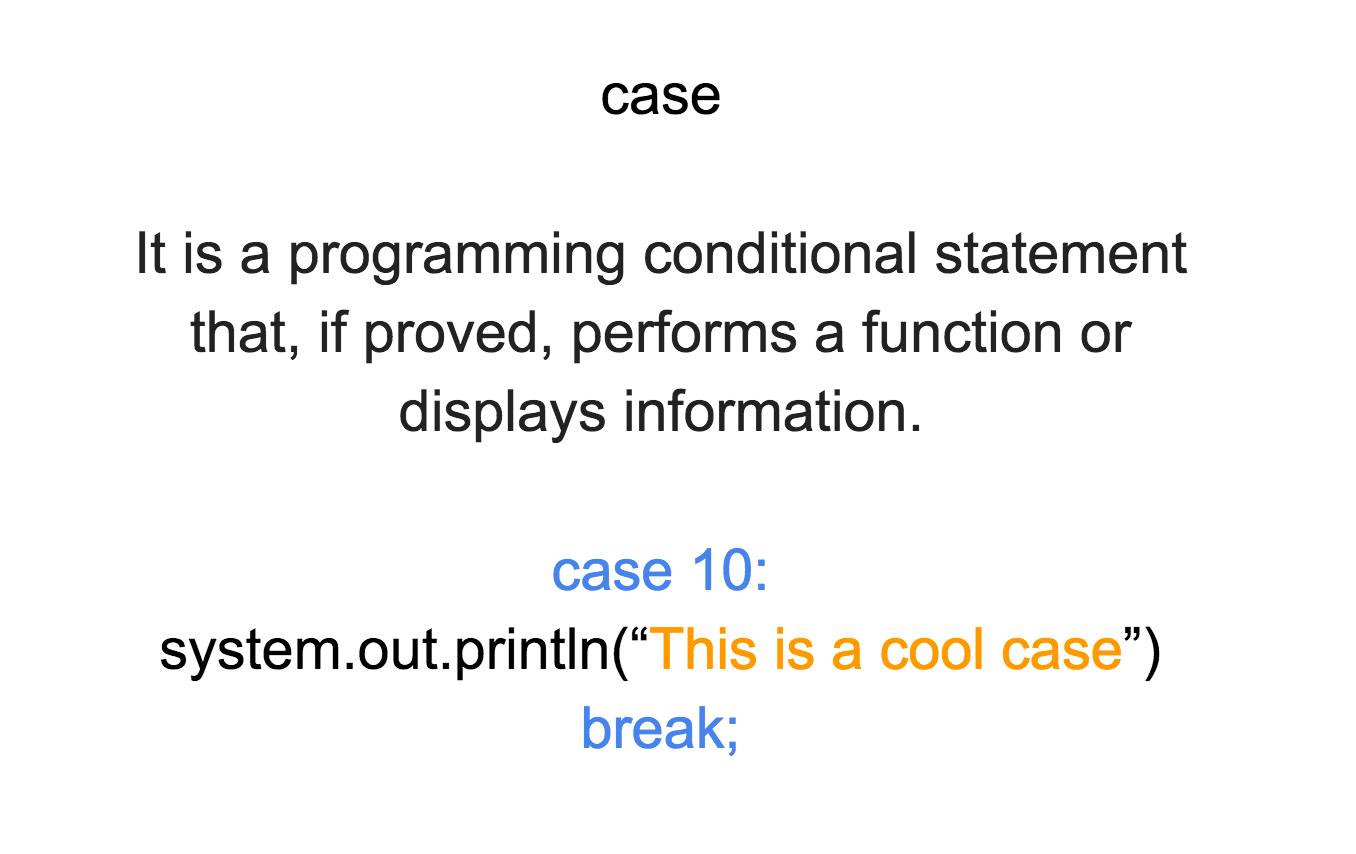 case
It is a programming conditional statement
that, if proved, performs a function or
displays information.
case 10:
system.out.println(“This is a cool case”)
break;